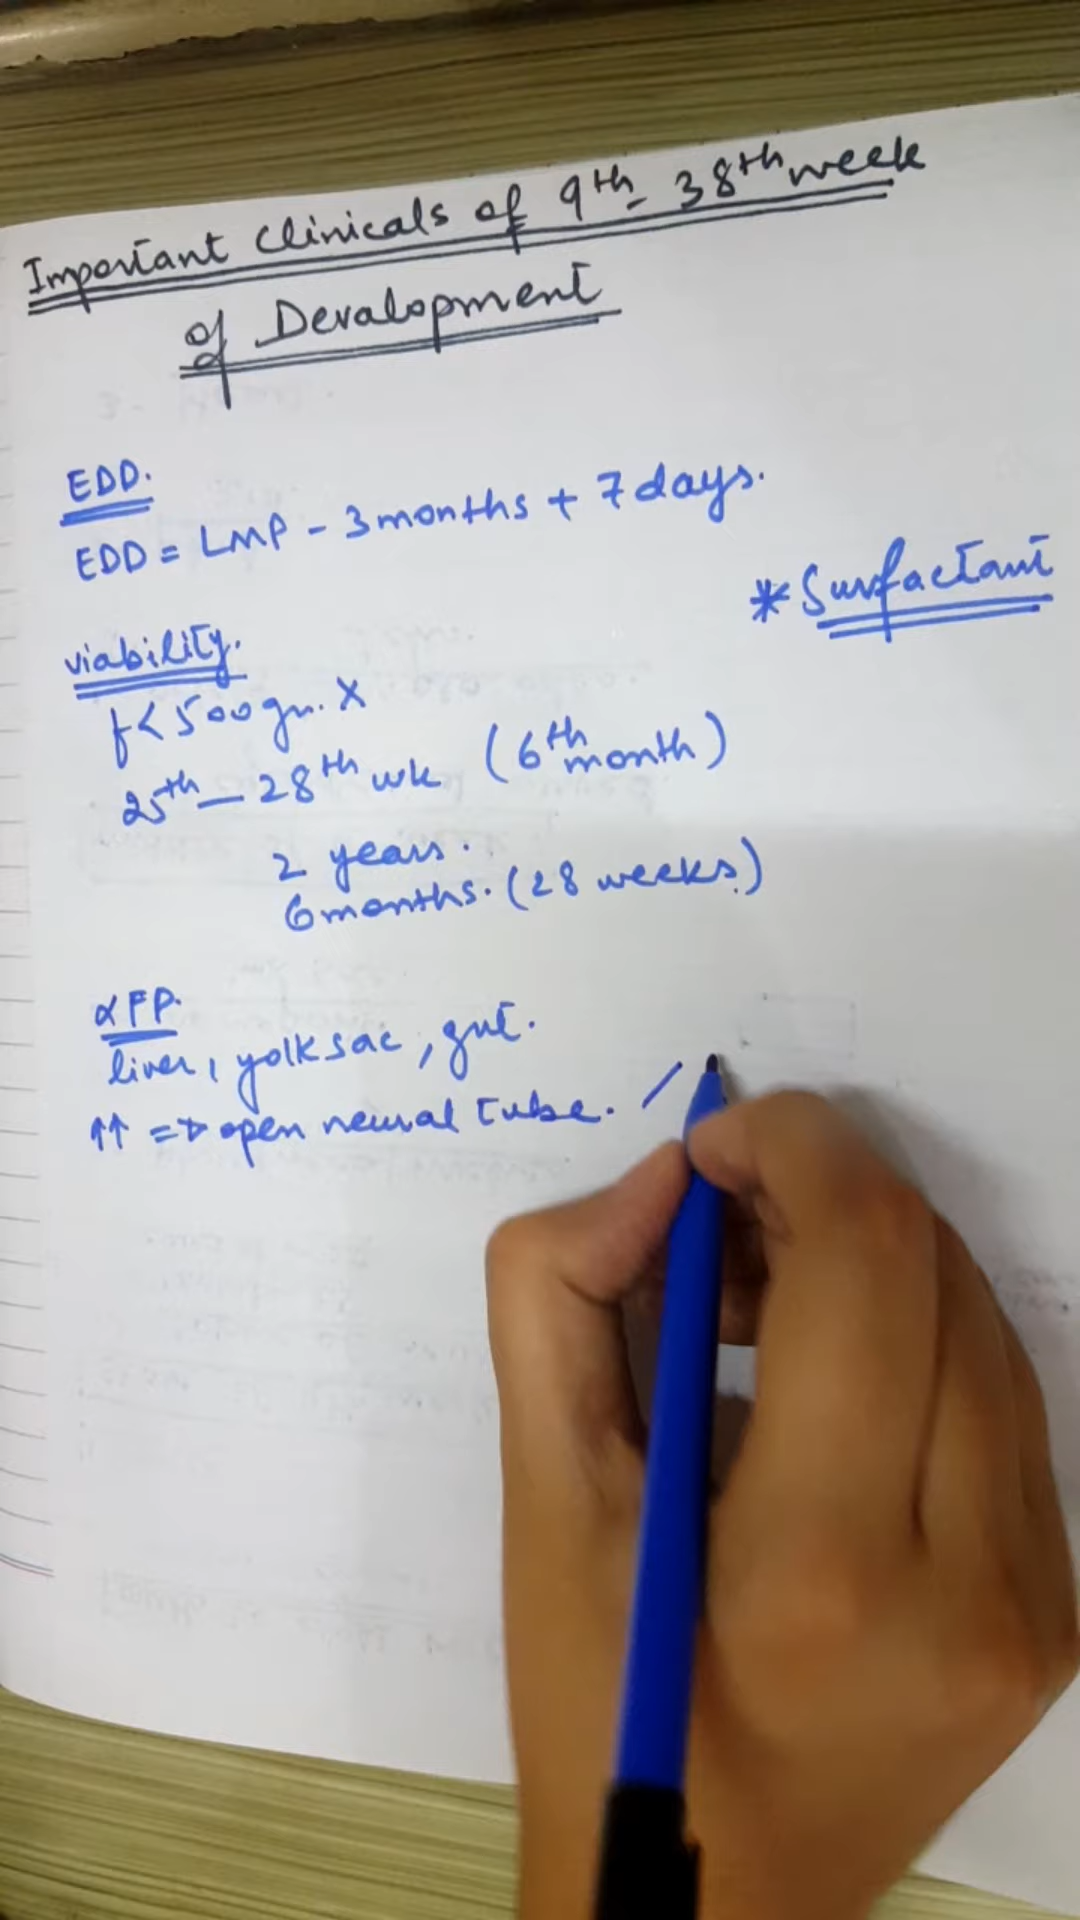 Important Clinicals of 9th - 38th week
of Devalopment
EDD.
EDD = LMP - 3 months + 7 days.
* Surfactant
viability.
f < 500 gm. X
25th - 28th wk (6th month)
2 years.
6 months. (28 weeks.)
αFP.
liver, yolk sac, gut.
↑↑ => open neural tube. /